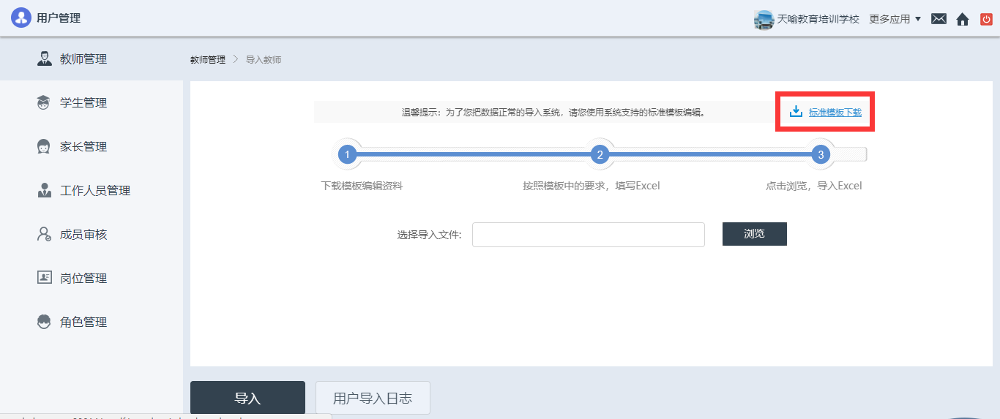 用户管理
天喻教育培训学校 更多应用
教师管理
学生管理
家长管理
工作人员管理
成员审核
岗位管理
角色管理
教师管理 > 导入教师
温馨提示：为了您把数据正常的导入系统，请您使用系统支持的标准模板编辑。
标准模板下载
1 2 3
下载模板编辑资料 按照模板中的要求，填写Excel 点击浏览，导入Excel
选择导入文件: 浏览
导入 用户导入日志